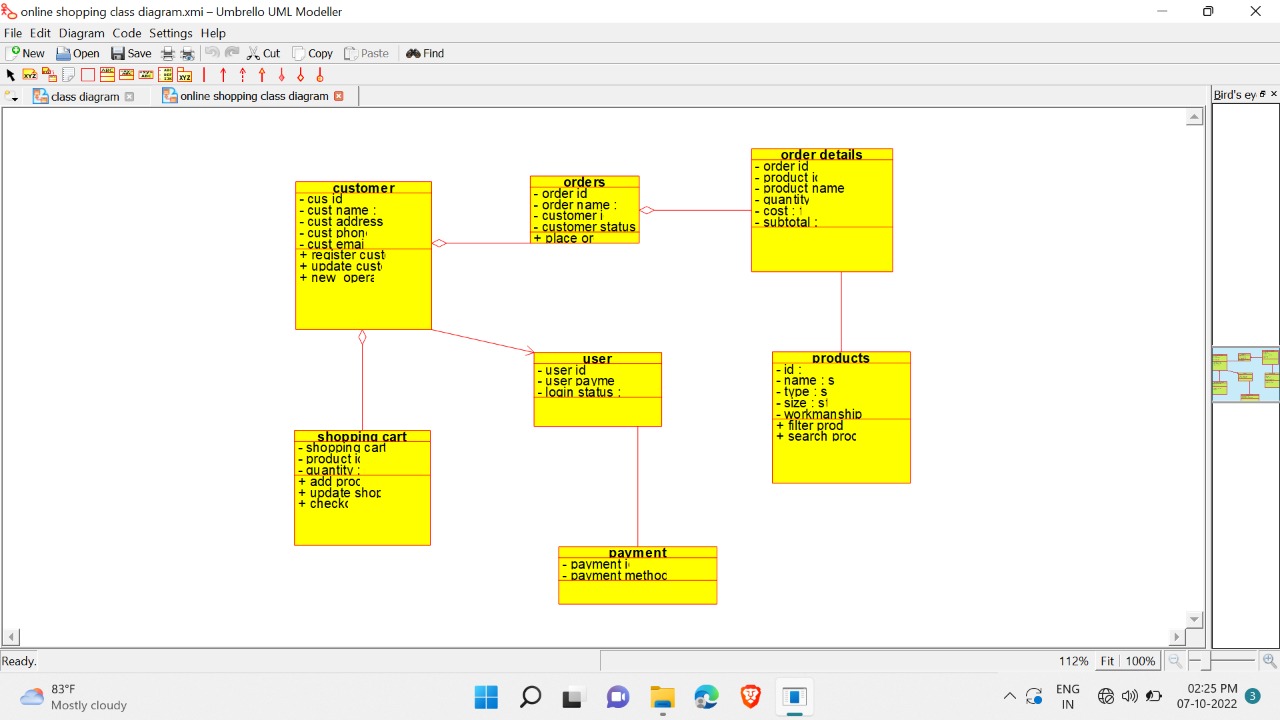 online shopping class diagram.xmi – Umbrello UML Modeller
File Edit Diagram Code Settings Help
New Open Save Cut Copy Paste Find
class diagram online shopping class diagram Bird's ey
customer
- cus id
- cust name :
- cust address
- cust phon
- cust emai
+ register cust
+ update cust
+ new opera
orders
- order id
- order name :
- customer i
- customer status
+ place or
order details
- order id
- product i
- product name
- quantity
- cost :
- subtotal :
user
- user id
- user payme
- login status :
products
- id :
- name : s
- type : s
- size : st
- workmanship
+ filter prod
+ search proc
shopping cart
- shopping cart
- product i
- quantity :
+ add proc
+ update shop
+ checkc
payment
- payment i
- payment methoc
Ready. 112% Fit 100%
83°F
Mostly cloudy
ENG
IN
02:25 PM
07-10-2022
3